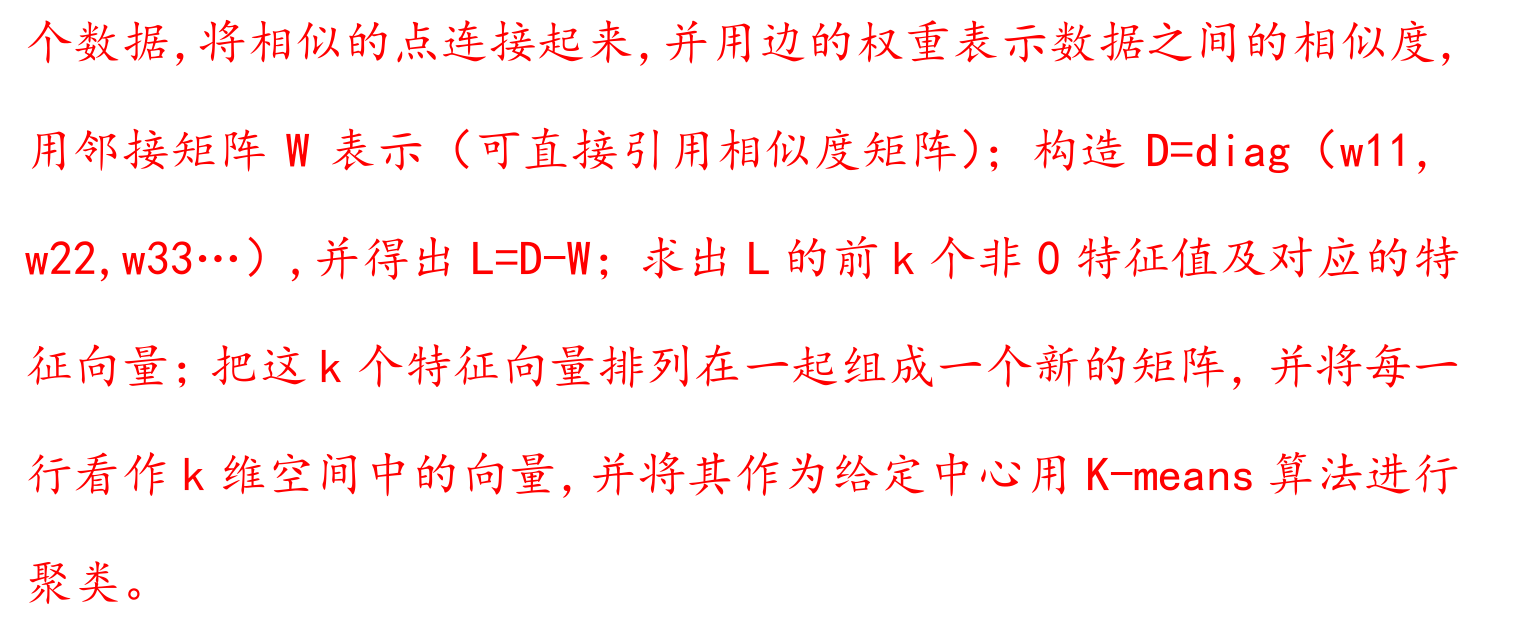 个数据,将相似的点连接起来,并用边的权重表示数据之间的相似度,
用邻接矩阵 W 表示（可直接引用相似度矩阵）；构造 D=diag（w11,
w22,w33…）,并得出 L=D-W；求出 L 的前 k 个非 0 特征值及对应的特
征向量；把这 k 个特征向量排列在一起组成一个新的矩阵，并将每一
行看作 k 维空间中的向量,并将其作为给定中心用 K-means 算法进行
聚类。